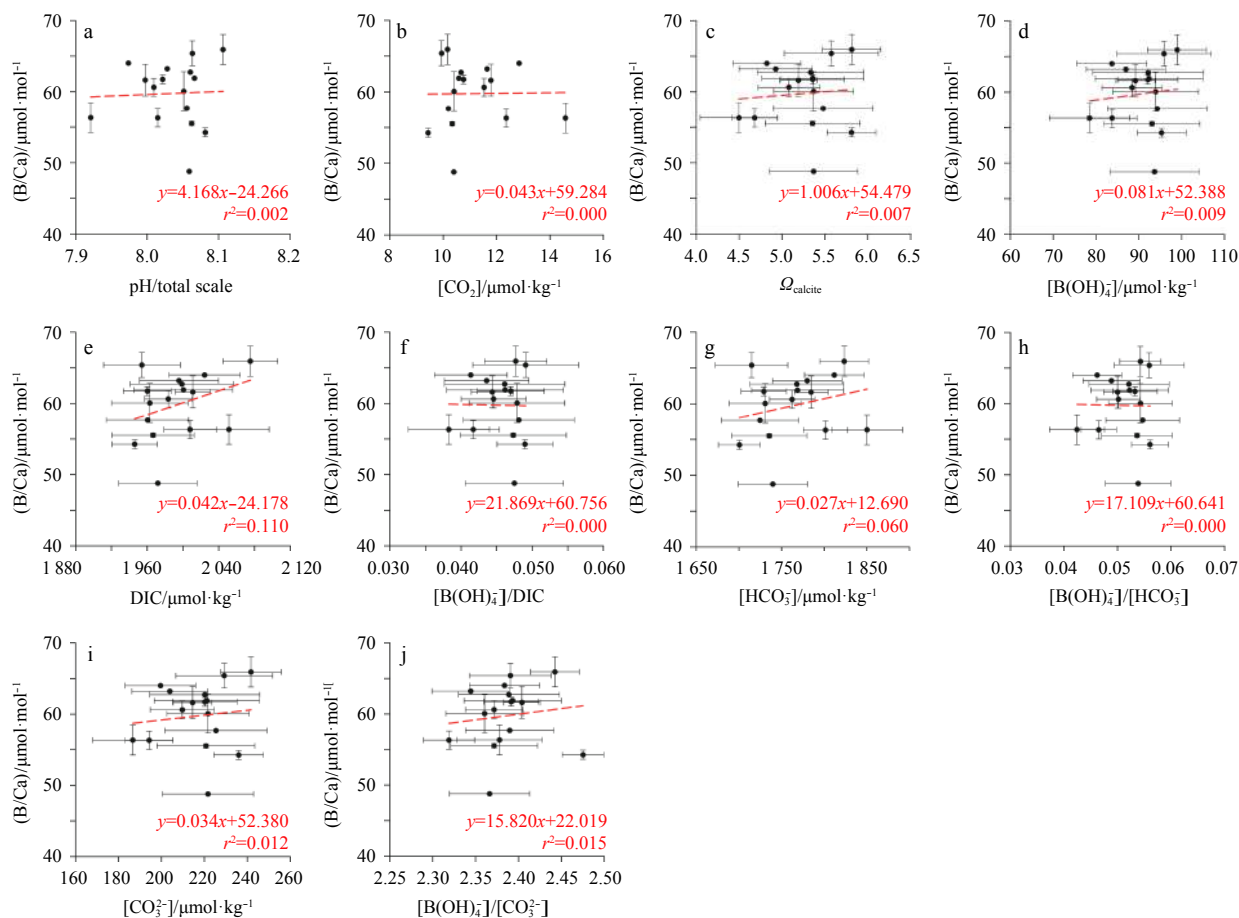 a
(B/Ca)/μmol·mol⁻¹
70
60
50
40
y=4.168x−24.266
r²=0.002
7.9 8.0 8.1 8.2
pH/total scale
b
(B/Ca)/μmol·mol⁻¹
70
60
50
40
y=0.043x+59.284
r²=0.000
8 10 12 14 16
[CO₂]/μmol·kg⁻¹
c
(B/Ca)/μmol·mol⁻¹
70
60
50
40
y=1.006x+54.479
r²=0.007
4.0 4.5 5.0 5.5 6.0 6.5
Ω_calcite
d
(B/Ca)/μmol·mol⁻¹
70
60
50
40
y=0.081x+52.388
r²=0.009
60 70 80 90 100 110
[B(OH)₄⁻]/μmol·kg⁻¹
e
(B/Ca)/μmol·mol⁻¹
70
60
50
40
y=0.042x−24.178
r²=0.110
1 880 1 960 2 040 2 120
DIC/μmol·kg⁻¹
f
(B/Ca)/μmol·mol⁻¹
70
60
50
40
y=21.869x+60.756
r²=0.000
0.030 0.040 0.050 0.060
[B(OH)₄⁻]/DIC
g
(B/Ca)/μmol·mol⁻¹
70
60
50
40
y=0.027x+12.690
r²=0.060
1 650 1 750 1 850
[HCO₃⁻]/μmol·kg⁻¹
h
(B/Ca)/μmol·mol⁻¹
70
60
50
40
y=17.109x+60.641
r²=0.000
0.03 0.04 0.05 0.06 0.07
[B(OH)₄⁻]/[HCO₃⁻]
i
(B/Ca)/μmol·mol⁻¹
70
60
50
40
y=0.034x+52.380
r²=0.012
160 180 200 220 240 260
[CO₃²⁻]/μmol·kg⁻¹
j
(B/Ca)/μmol·mol⁻¹[
70
60
50
40
y=15.820x+22.019
r²=0.015
2.25 2.30 2.35 2.40 2.45 2.50
[B(OH)₄⁻]/[CO₃²⁻]